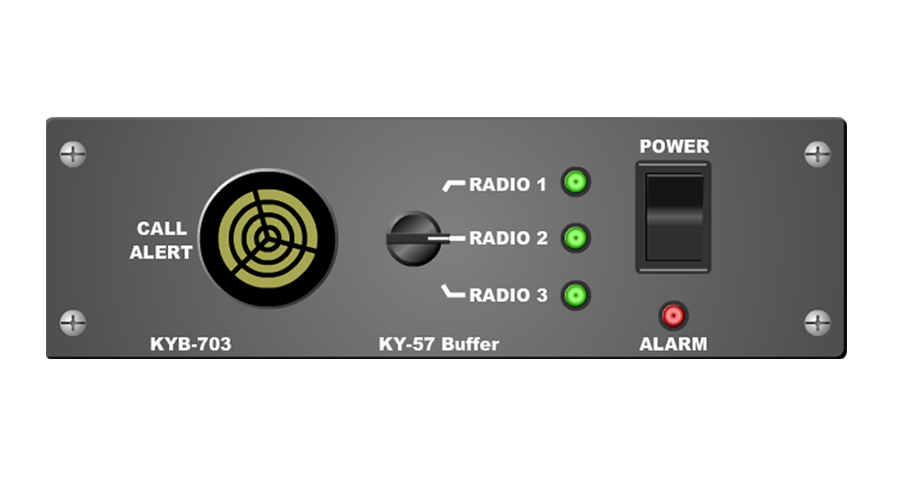 POWER
RADIO 1
CALL
ALERT
RADIO 2
RADIO 3
KYB-703
KY-57 Buffer
ALARM